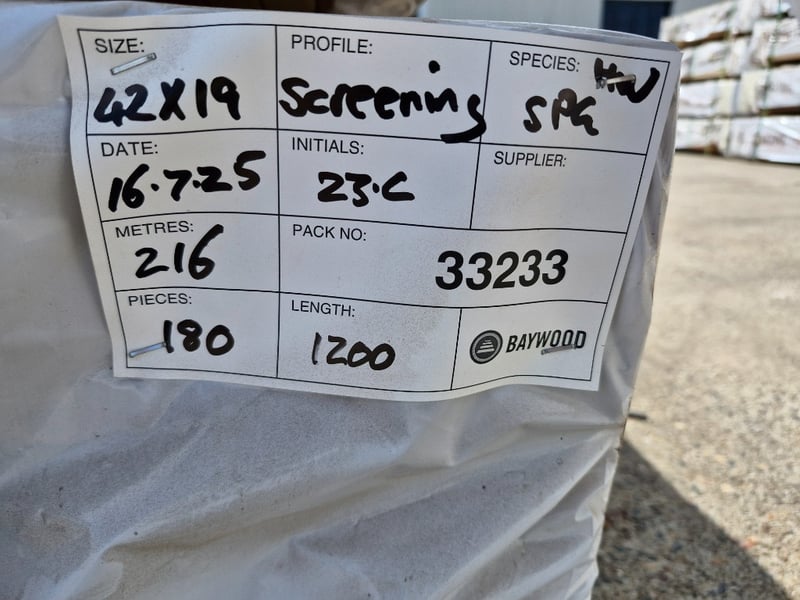 SIZE:
42x19
PROFILE:
Screening
SPECIES:
HW
SPG
DATE:
16.7.25
INITIALS:
23.C
SUPPLIER:
METRES:
216
PACK NO:
33233
PIECES:
180
LENGTH:
1200
BAYWOOD